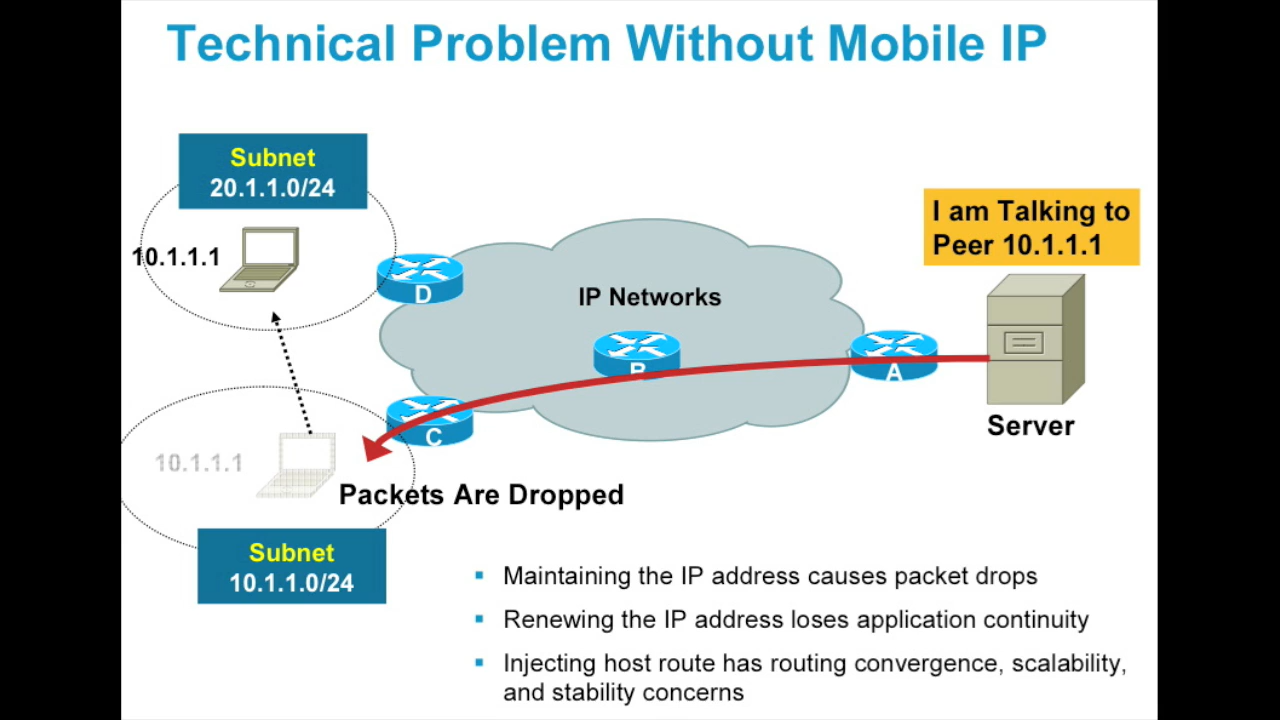 Technical Problem Without Mobile IP
Subnet
20.1.1.0/24
10.1.1.1
I am Talking to
Peer 10.1.1.1
D
IP Networks
B
A
C
Server
10.1.1.1
Packets Are Dropped
Subnet
10.1.1.0/24
▪ Maintaining the IP address causes packet drops
▪ Renewing the IP address loses application continuity
▪ Injecting host route has routing convergence, scalability,
and stability concerns